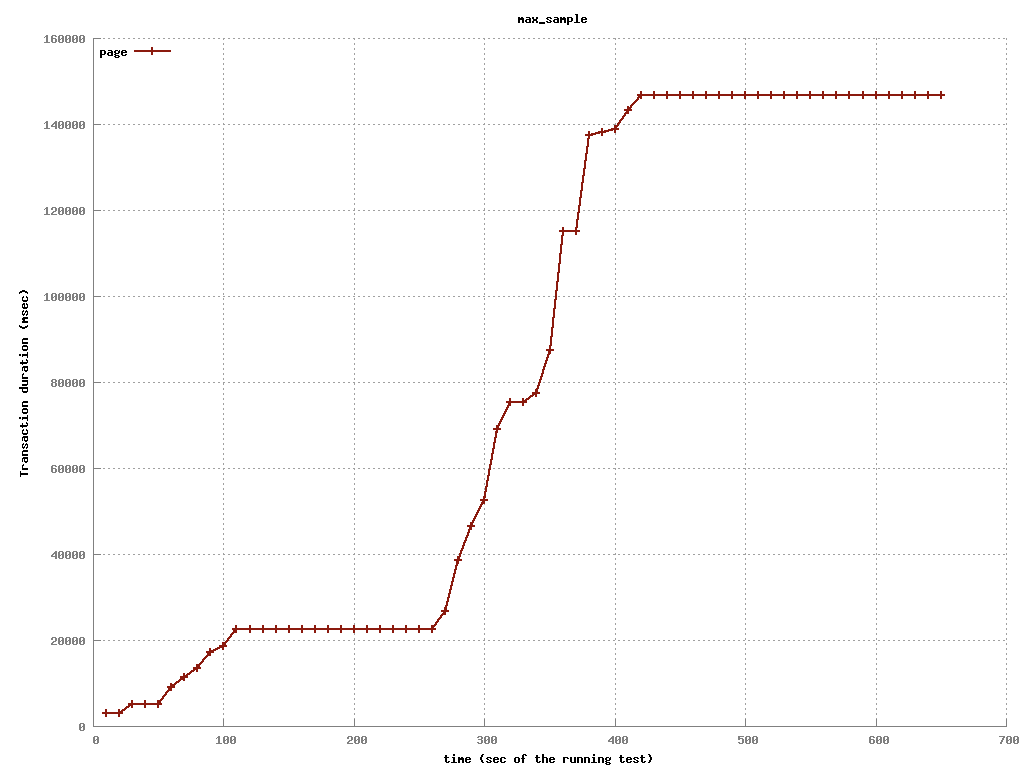 max_sample
page
160000
140000
120000
100000
80000
60000
40000
20000
0
Transaction duration (msec)
0 100 200 300 400 500 600 700
time (sec of the running test)